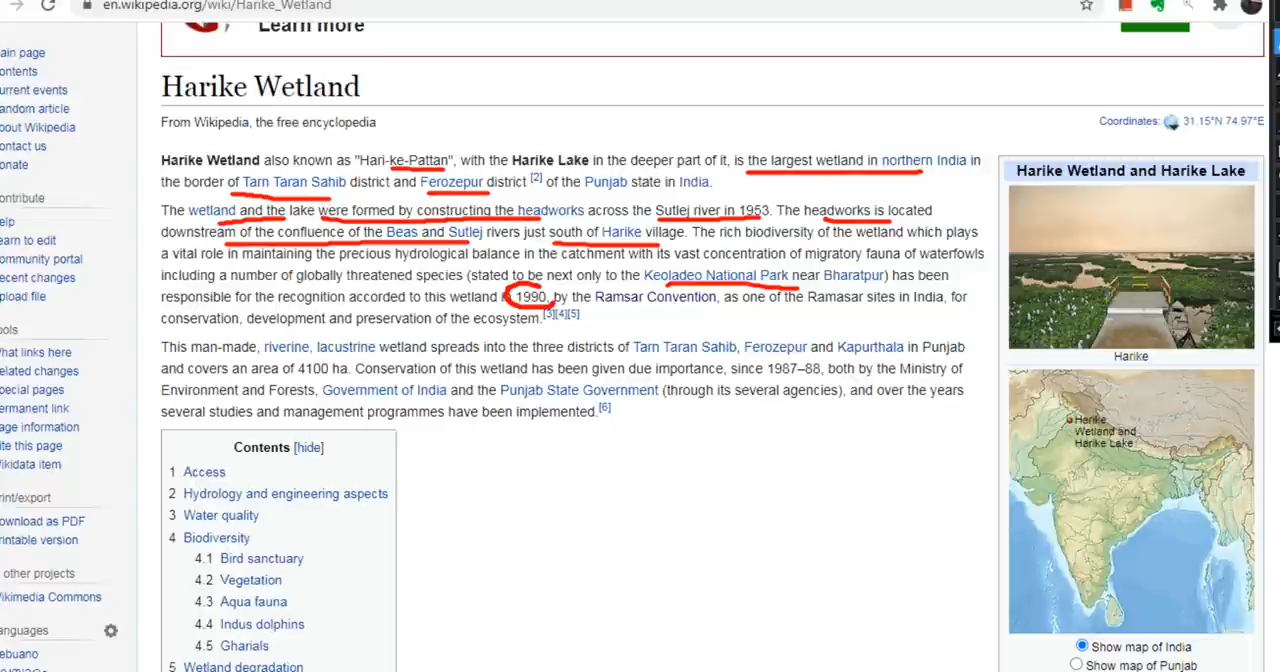 en.wikipedia.org/wiki/Harike_Wetland
Learn more
ain page
ontents
urrent events
andom article
bout Wikipedia
ontact us
onate
ontribute
elp
earn to edit
ommunity portal
ecent changes
pload file
ools
hat links here
elated changes
pecial pages
ermanent link
age information
ite this page
ikidata item
rint/export
ownload as PDF
rintable version
other projects
ikimedia Commons
anguages
ebuano
Harike Wetland
From Wikipedia, the free encyclopedia
Coordinates: 31.15°N 74.97°E
Harike Wetland also known as "Hari-ke-Pattan", with the Harike Lake in the deeper part of it, is the largest wetland in northern India in
the border of Tarn Taran Sahib district and Ferozepur district [2] of the Punjab state in India.
The wetland and the lake were formed by constructing the headworks across the Sutlej river in 1953. The headworks is located
downstream of the confluence of the Beas and Sutlej rivers just south of Harike village. The rich biodiversity of the wetland which plays
a vital role in maintaining the precious hydrological balance in the catchment with its vast concentration of migratory fauna of waterfowls
including a number of globally threatened species (stated to be next only to the Keoladeo National Park near Bharatpur) has been
responsible for the recognition accorded to this wetland in 1990, by the Ramsar Convention, as one of the Ramasar sites in India, for
conservation, development and preservation of the ecosystem.[3][4][5]
This man-made, riverine, lacustrine wetland spreads into the three districts of Tarn Taran Sahib, Ferozepur and Kapurthala in Punjab
and covers an area of 4100 ha. Conservation of this wetland has been given due importance, since 1987–88, both by the Ministry of
Environment and Forests, Government of India and the Punjab State Government (through its several agencies), and over the years
several studies and management programmes have been implemented.[6]
Contents [hide]
1 Access
2 Hydrology and engineering aspects
3 Water quality
4 Biodiversity
4.1 Bird sanctuary
4.2 Vegetation
4.3 Aqua fauna
4.4 Indus dolphins
4.5 Gharials
5 Wetland degradation
Harike Wetland and Harike Lake
Harike
Harike
Wetland and
Harike Lake
Show map of India
Show map of Punjab